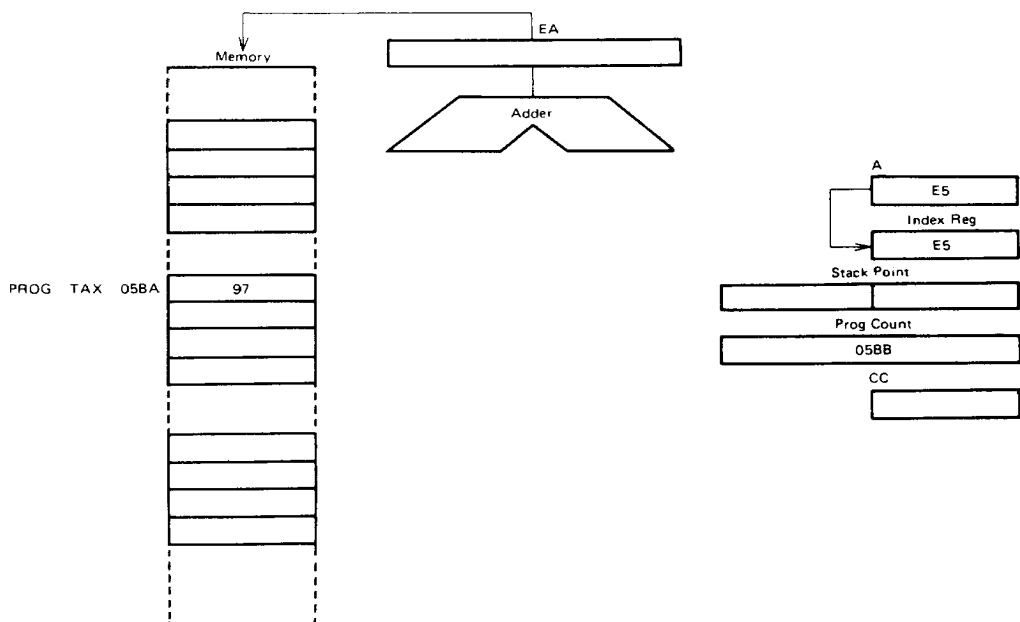 EA
Memory
Adder
A
E5
Index Reg
E5
Stack Point
PROG TAX 05BA 97
Prog Count
05BB
CC